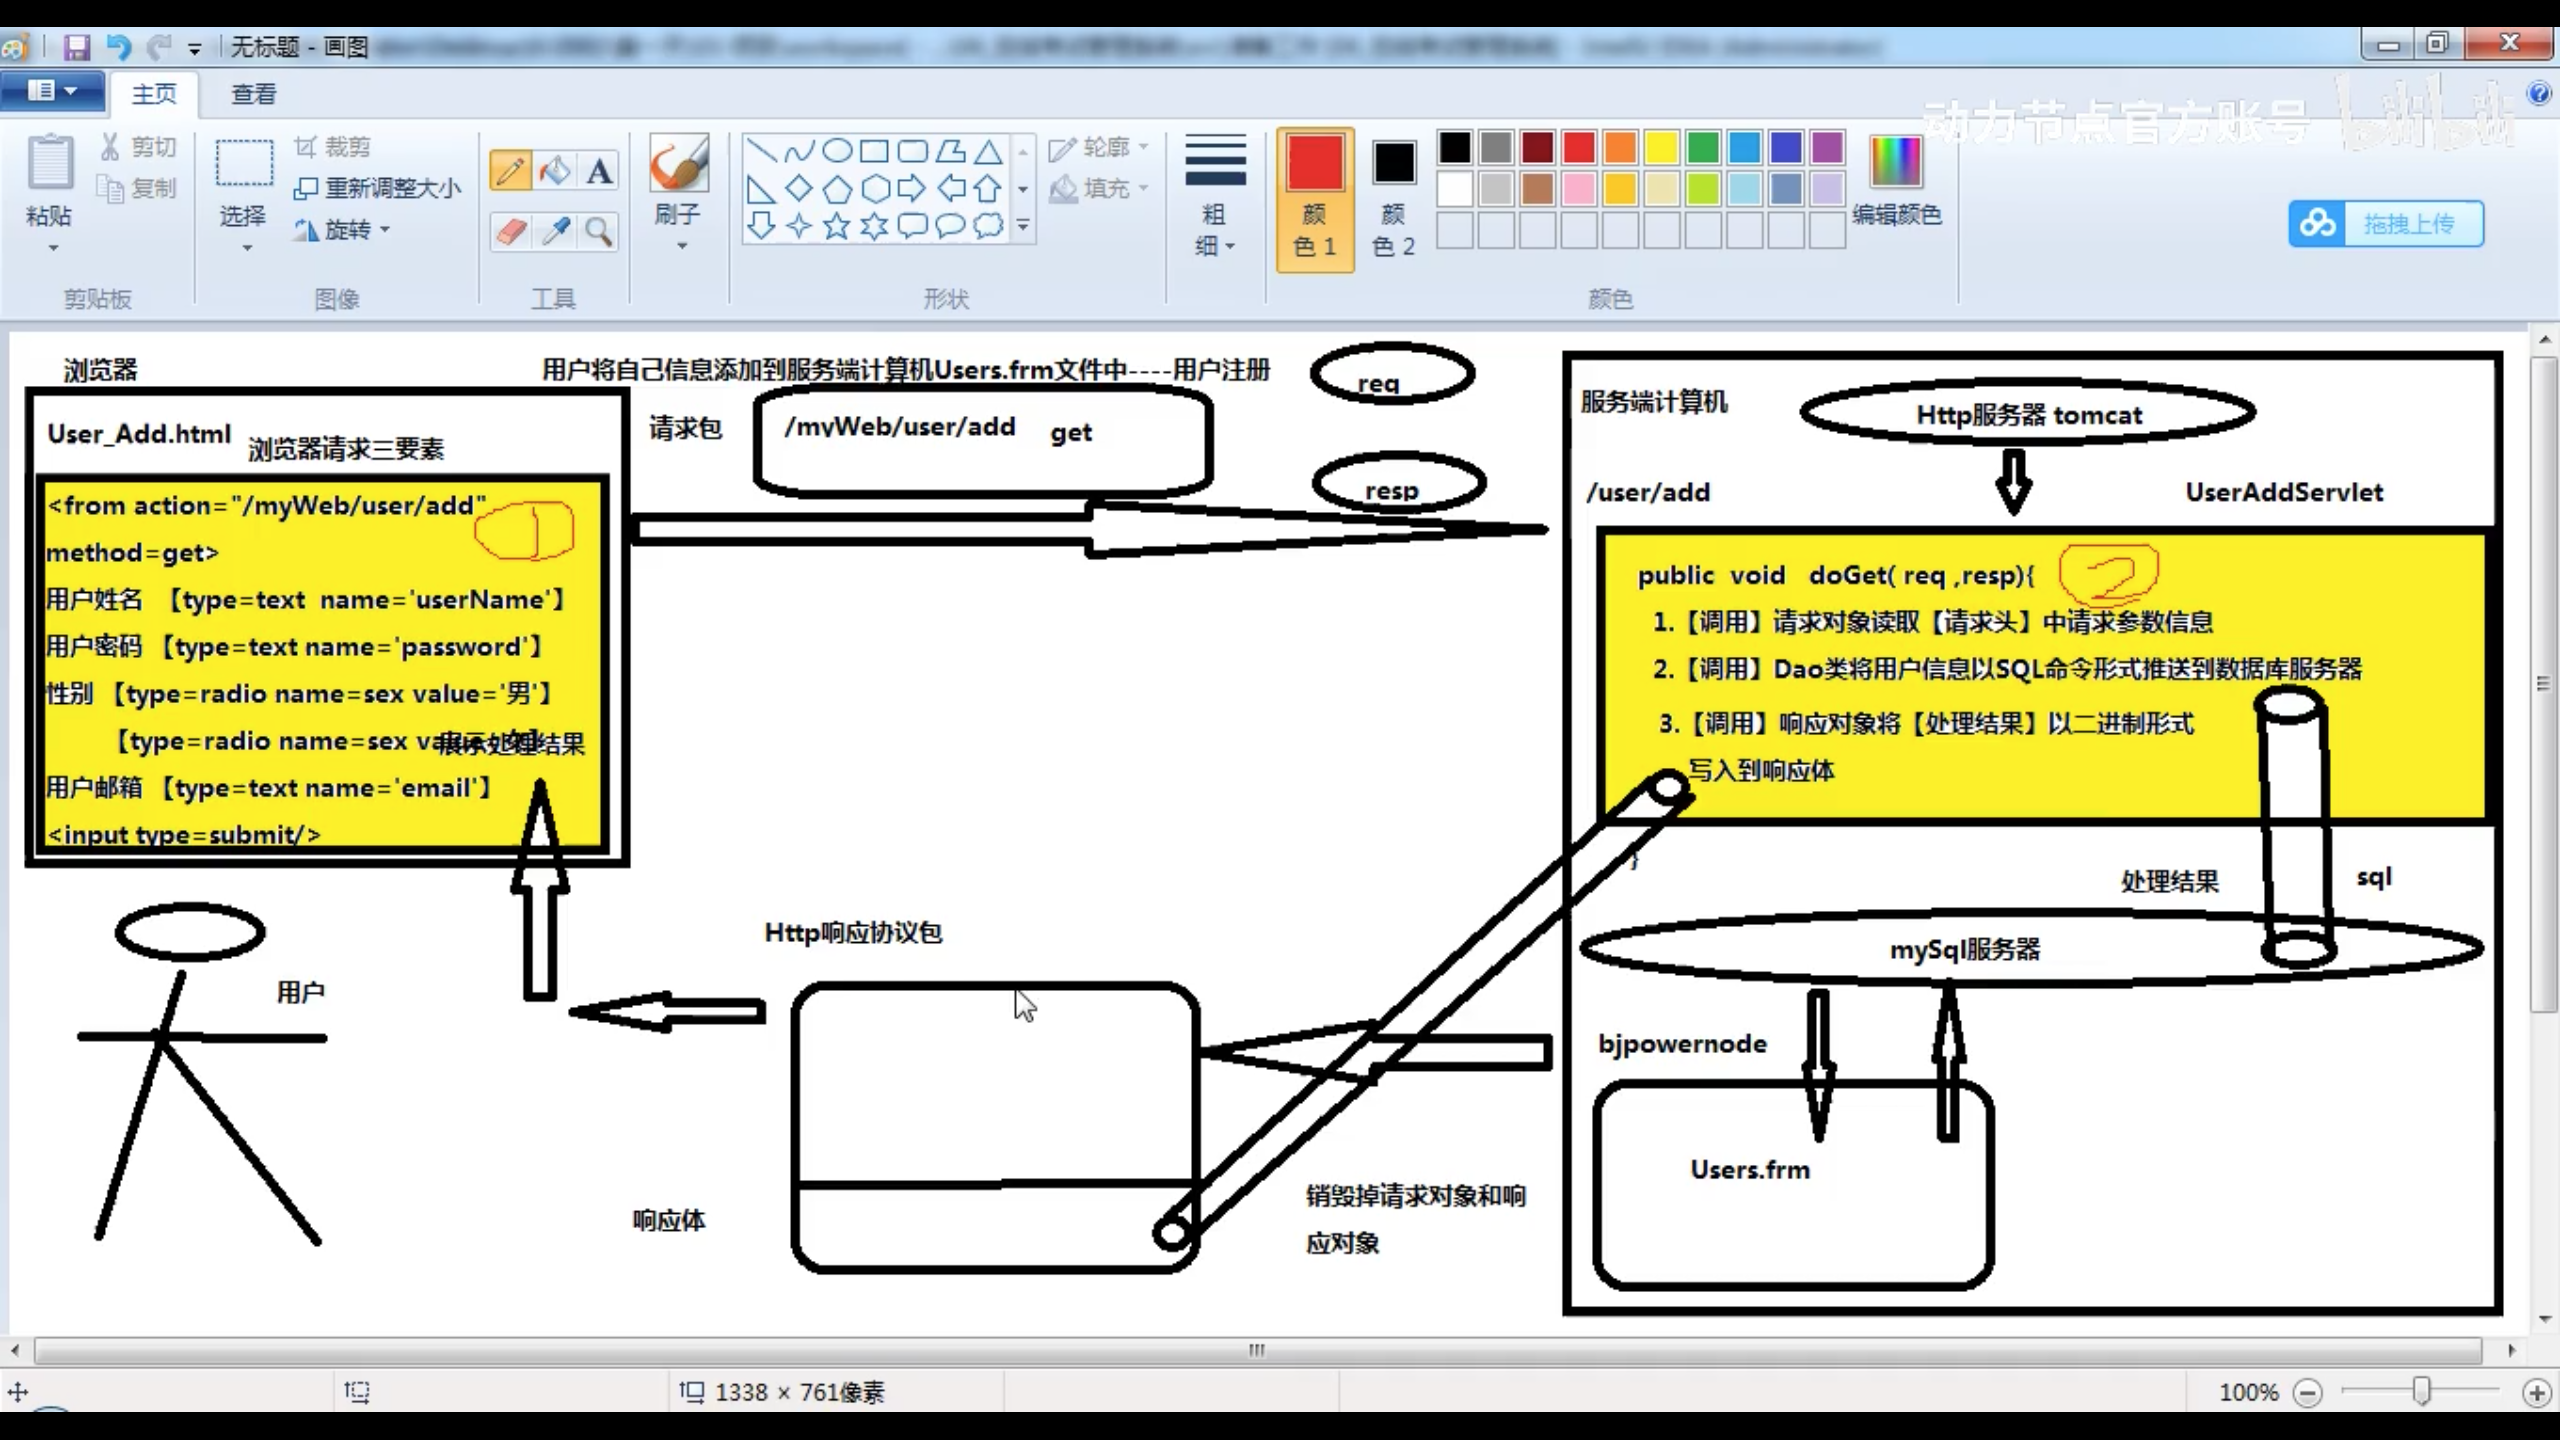 无标题 - 画图
主页
查看
动力节点官方账号
bilibili
粘贴
剪切
复制
剪贴板
选择
裁剪
重新调整大小
旋转
图像
A
工具
刷子
形状
轮廓
填充
粗
细
颜
色 1
颜
色 2
编辑颜色
颜色
拖拽上传
浏览器
用户将自己信息添加到服务端计算机Users.frm文件中----用户注册
User_Add.html
浏览器请求三要素
<from action="/myWeb/user/add"
method=get>
用户姓名 【type=text name='userName'】
用户密码 【type=text name='password'】
性别 【type=radio name=sex value='男'】
【type=radio name=sex
展示处理结果
用户邮箱 【type=text name='email'】
<input type=submit/>
1
用户
请求包
/myWeb/user/add
get
req
resp
Http响应协议包
响应体
销毁掉请求对象和响
应对象
服务端计算机
Http服务器 tomcat
/user/add
UserAddServlet
public void doGet( req ,resp){
2
1.【调用】请求对象读取【请求头】中请求参数信息
2.【调用】Dao类将用户信息以SQL命令形式推送到数据库服务器
3.【调用】响应对象将【处理结果】以二进制形式
写入到响应体
}
处理结果
sql
mySql服务器
bjpowernode
Users.frm
1338 × 761像素
100%